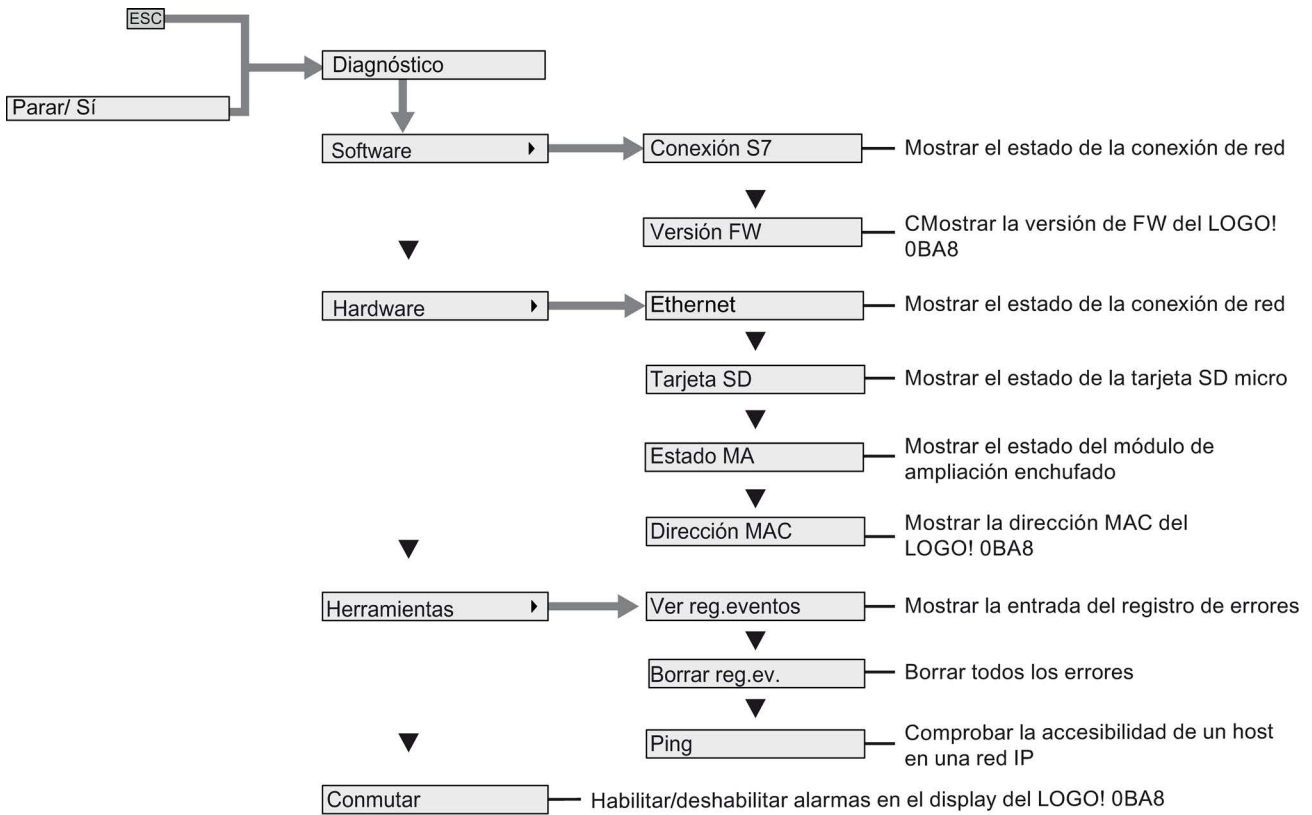 ESC
Diagnóstico
Parar/ Sí
Software
Conexión S7
Mostrar el estado de la conexión de red
Versión FW
CMostrar la versión de FW del LOGO!
0BA8
Hardware
Ethernet
Mostrar el estado de la conexión de red
Tarjeta SD
Mostrar el estado de la tarjeta SD micro
Estado MA
Mostrar el estado del módulo de
ampliación enchufado
Dirección MAC
Mostrar la dirección MAC del
LOGO! 0BA8
Herramientas
Ver reg.eventos
Mostrar la entrada del registro de errores
Borrar reg.ev.
Borrar todos los errores
Ping
Comprobar la accesibilidad de un host
en una red IP
Conmutar
Habilitar/deshabilitar alarmas en el display del LOGO! 0BA8